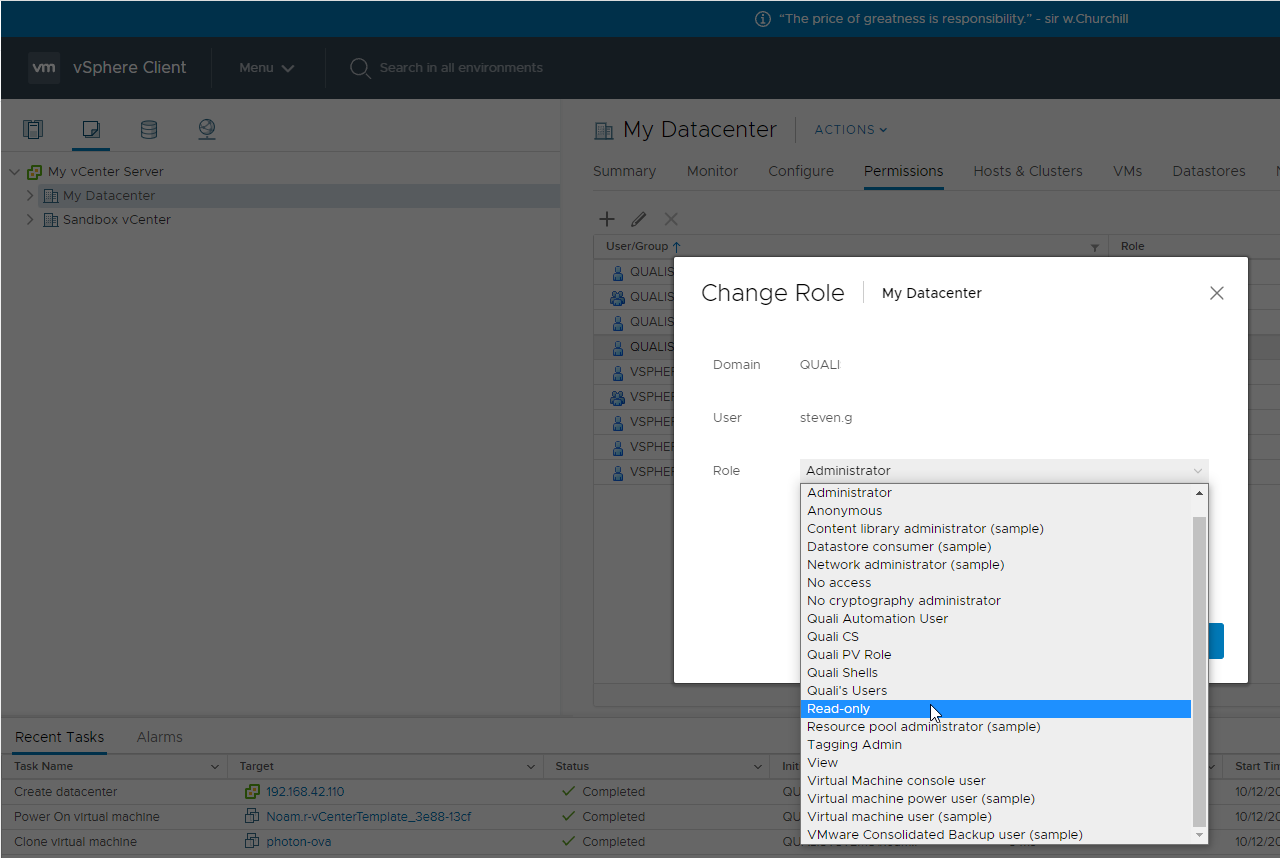 “The price of greatness is responsibility.” - sir w.Churchill
vm vSphere Client Menu Search in all environments
My Datacenter ACTIONS
Summary Monitor Configure Permissions Hosts & Clusters VMs Datastores
My vCenter Server
My Datacenter
Sandbox vCenter
User/Group Role
QUALIS
QUALIS
QUALIS
QUALIS
VSPHER
VSPHER
VSPHER
VSPHER
VSPHER
Change Role My Datacenter
Domain QUALI
User steven.g
Role Administrator
Administrator
Anonymous
Content library administrator (sample)
Datastore consumer (sample)
Network administrator (sample)
No access
No cryptography administrator
Quali Automation User
Quali CS
Quali PV Role
Quali Shells
Quali's Users
Read-only
Resource pool administrator (sample)
Tagging Admin
View
Virtual Machine console user
Virtual machine power user (sample)
Virtual machine user (sample)
VMware Consolidated Backup user (sample)
Recent Tasks Alarms
Task Name Target Status Init Start Tim
Create datacenter 192.168.42.110 Completed QU 10/12/20
Power On virtual machine Noam.r-vCenterTemplate_3e88-13cf Completed QU 10/12/20
Clone virtual machine photon-ova Completed 10/12/20